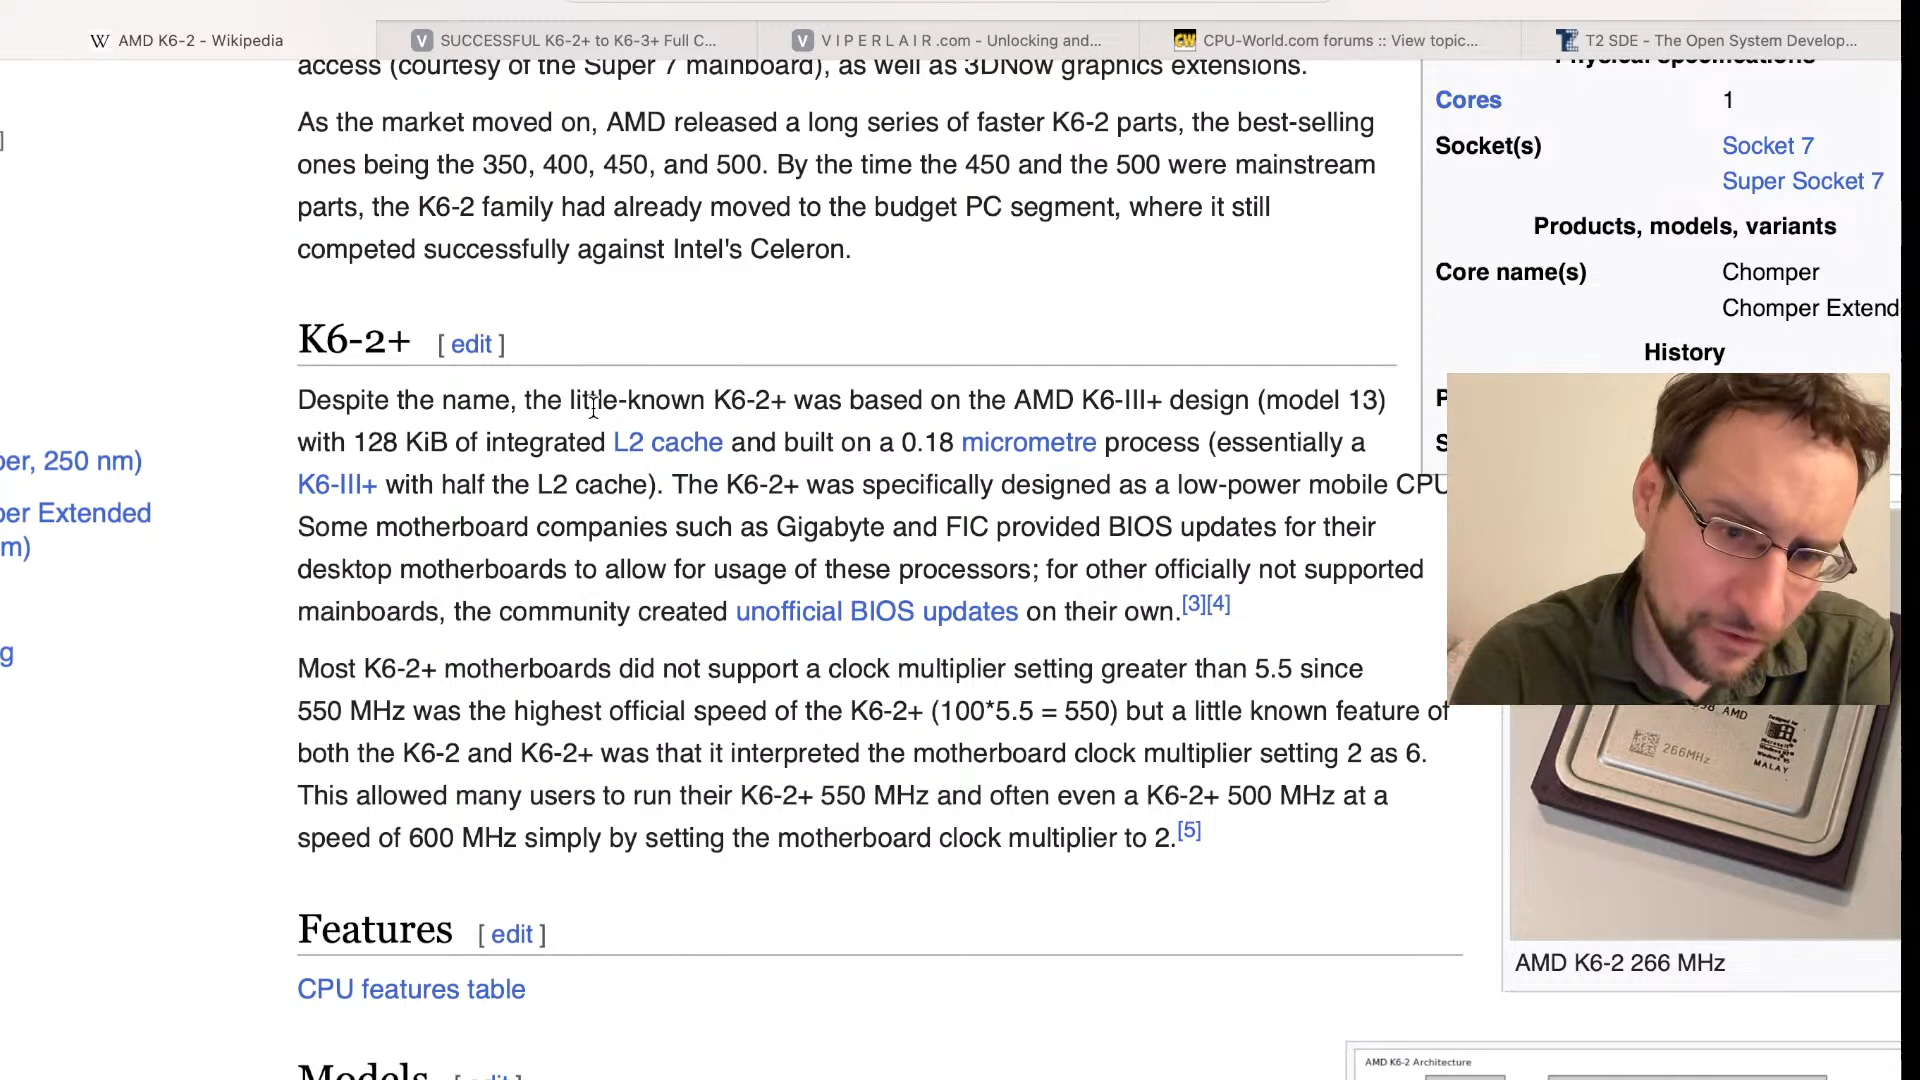 AMD K6-2 - Wikipedia
SUCCESSFUL K6-2+ to K6-3+ Full C...
V I P E R L A I R .com - Unlocking and...
CPU-World.com forums :: View topic...
T2 SDE - The Open System Develop...
access (courtesy of the Super 7 mainboard), as well as 3DNow graphics extensions.
As the market moved on, AMD released a long series of faster K6-2 parts, the best-selling
ones being the 350, 400, 450, and 500. By the time the 450 and the 500 were mainstream
parts, the K6-2 family had already moved to the budget PC segment, where it still
competed successfully against Intel's Celeron.
K6-2+ [ edit ]
Despite the name, the little-known K6-2+ was based on the AMD K6-III+ design (model 13)
with 128 KiB of integrated L2 cache and built on a 0.18 micrometre process (essentially a
K6-III+ with half the L2 cache). The K6-2+ was specifically designed as a low-power mobile CPU
Some motherboard companies such as Gigabyte and FIC provided BIOS updates for their
desktop motherboards to allow for usage of these processors; for other officially not supported
mainboards, the community created unofficial BIOS updates on their own.[3][4]
Most K6-2+ motherboards did not support a clock multiplier setting greater than 5.5 since
550 MHz was the highest official speed of the K6-2+ (100*5.5 = 550) but a little known feature of
both the K6-2 and K6-2+ was that it interpreted the motherboard clock multiplier setting 2 as 6.
This allowed many users to run their K6-2+ 550 MHz and often even a K6-2+ 500 MHz at a
speed of 600 MHz simply by setting the motherboard clock multiplier to 2.[5]
Features [ edit ]
CPU features table
Models [ edit ]
]
per, 250 nm)
per Extended
m)
g
Physical specifications
Cores 1
Socket(s) Socket 7
Super Socket 7
Products, models, variants
Core name(s) Chomper
Chomper Extend
History
P
S
AMD
266MHz
MALAY
AMD K6-2 266 MHz
AMD K6-2 Architecture